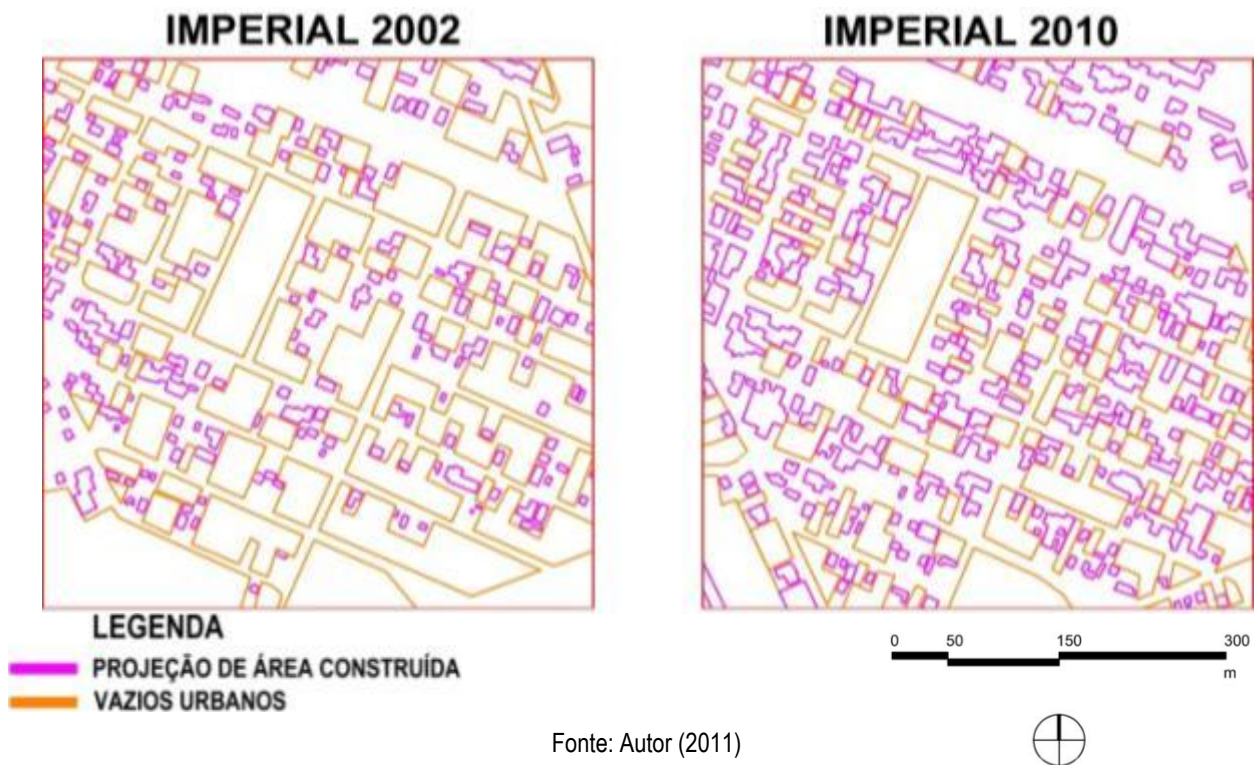 IMPERIAL 2002
IMPERIAL 2010
LEGENDA
PROJEÇÃO DE ÁREA CONSTRUÍDA
VAZIOS URBANOS
0 50 150 300
m
Fonte: Autor (2011)